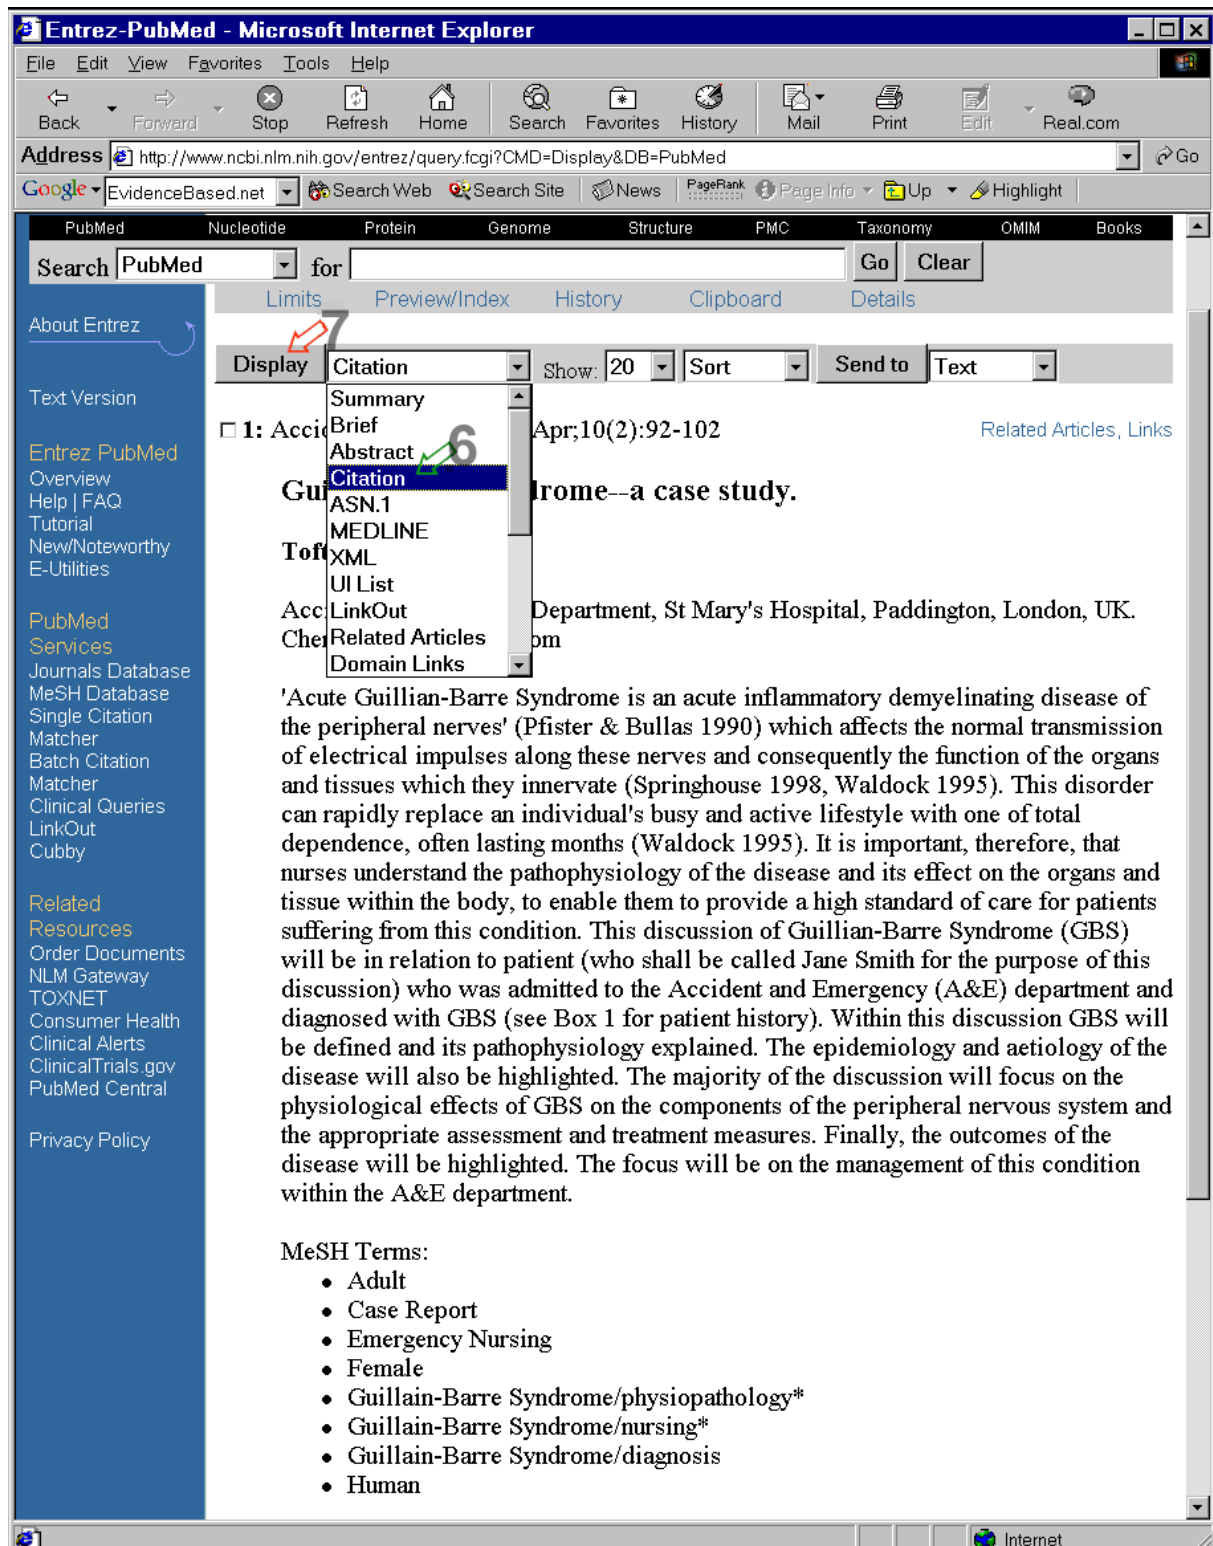 Entrez-PubMed - Microsoft Internet Explorer
File Edit View Favorites Tools Help
Back Forward Stop Refresh Home Search Favorites History Mail Print Edit Real.com
Address http://www.ncbi.nlm.nih.gov/entrez/query.fcgi?CMD=Display&DB=PubMed Go
Google EvidenceBased.net Search Web Search Site News PageRank Page Info Up Highlight
PubMed Nucleotide Protein Genome Structure PMC Taxonomy OMIM Books
Search PubMed for Go Clear
Limits Preview/Index History Clipboard Details
7
Display Citation Show: 20 Sort Send to Text
Summary
Brief
Abstract
6
Citation
ASN.1
MEDLINE
XML
UI List
LinkOut
Related Articles
Domain Links
About Entrez
Text Version
Entrez PubMed
Overview
Help | FAQ
Tutorial
New/Noteworthy
E-Utilities
PubMed
Services
Journals Database
MeSH Database
Single Citation
Matcher
Batch Citation
Matcher
Clinical Queries
LinkOut
Cubby
Related
Resources
Order Documents
NLM Gateway
TOXNET
Consumer Health
Clinical Alerts
ClinicalTrials.gov
PubMed Central
Privacy Policy
1: Apr;10(2):92-102 Related Articles, Links
--a case study.
Department, St Mary's Hospital, Paddington, London, UK.
'Acute Guillian-Barre Syndrome is an acute inflammatory demyelinating disease of
the peripheral nerves' (Pfister & Bullas 1990) which affects the normal transmission
of electrical impulses along these nerves and consequently the function of the organs
and tissues which they innervate (Springhouse 1998, Waldock 1995). This disorder
can rapidly replace an individual's busy and active lifestyle with one of total
dependence, often lasting months (Waldock 1995). It is important, therefore, that
nurses understand the pathophysiology of the disease and its effect on the organs and
tissue within the body, to enable them to provide a high standard of care for patients
suffering from this condition. This discussion of Guillian-Barre Syndrome (GBS)
will be in relation to patient (who shall be called Jane Smith for the purpose of this
discussion) who was admitted to the Accident and Emergency (A&E) department and
diagnosed with GBS (see Box 1 for patient history). Within this discussion GBS will
be defined and its pathophysiology explained. The epidemiology and aetiology of the
disease will also be highlighted. The majority of the discussion will focus on the
physiological effects of GBS on the components of the peripheral nervous system and
the appropriate assessment and treatment measures. Finally, the outcomes of the
disease will be highlighted. The focus will be on the management of this condition
within the A&E department.
MeSH Terms:
• Adult
• Case Report
• Emergency Nursing
• Female
• Guillain-Barre Syndrome/physiopathology*
• Guillain-Barre Syndrome/nursing*
• Guillain-Barre Syndrome/diagnosis
• Human
Internet